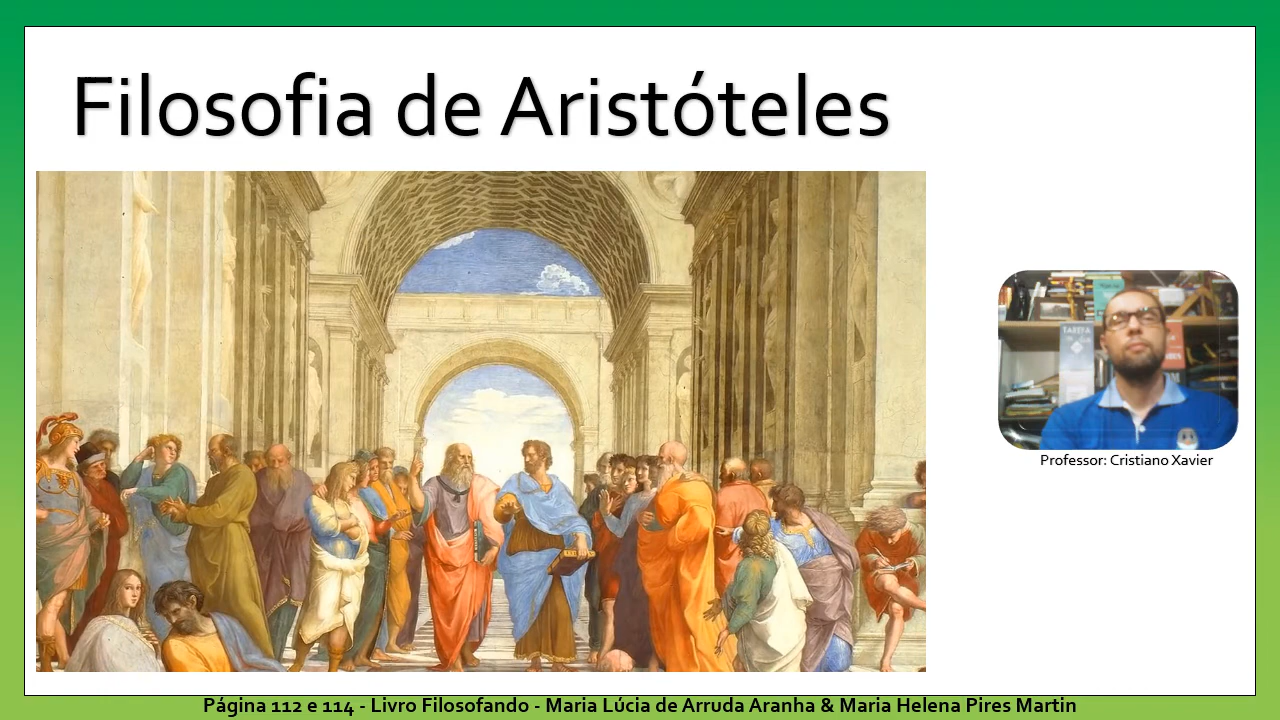 Filosofia de Aristóteles
TAREFA
Professor: Cristiano Xavier
Página 112 e 114 - Livro Filosofando - Maria Lúcia de Arruda Aranha & Maria Helena Pires Martin